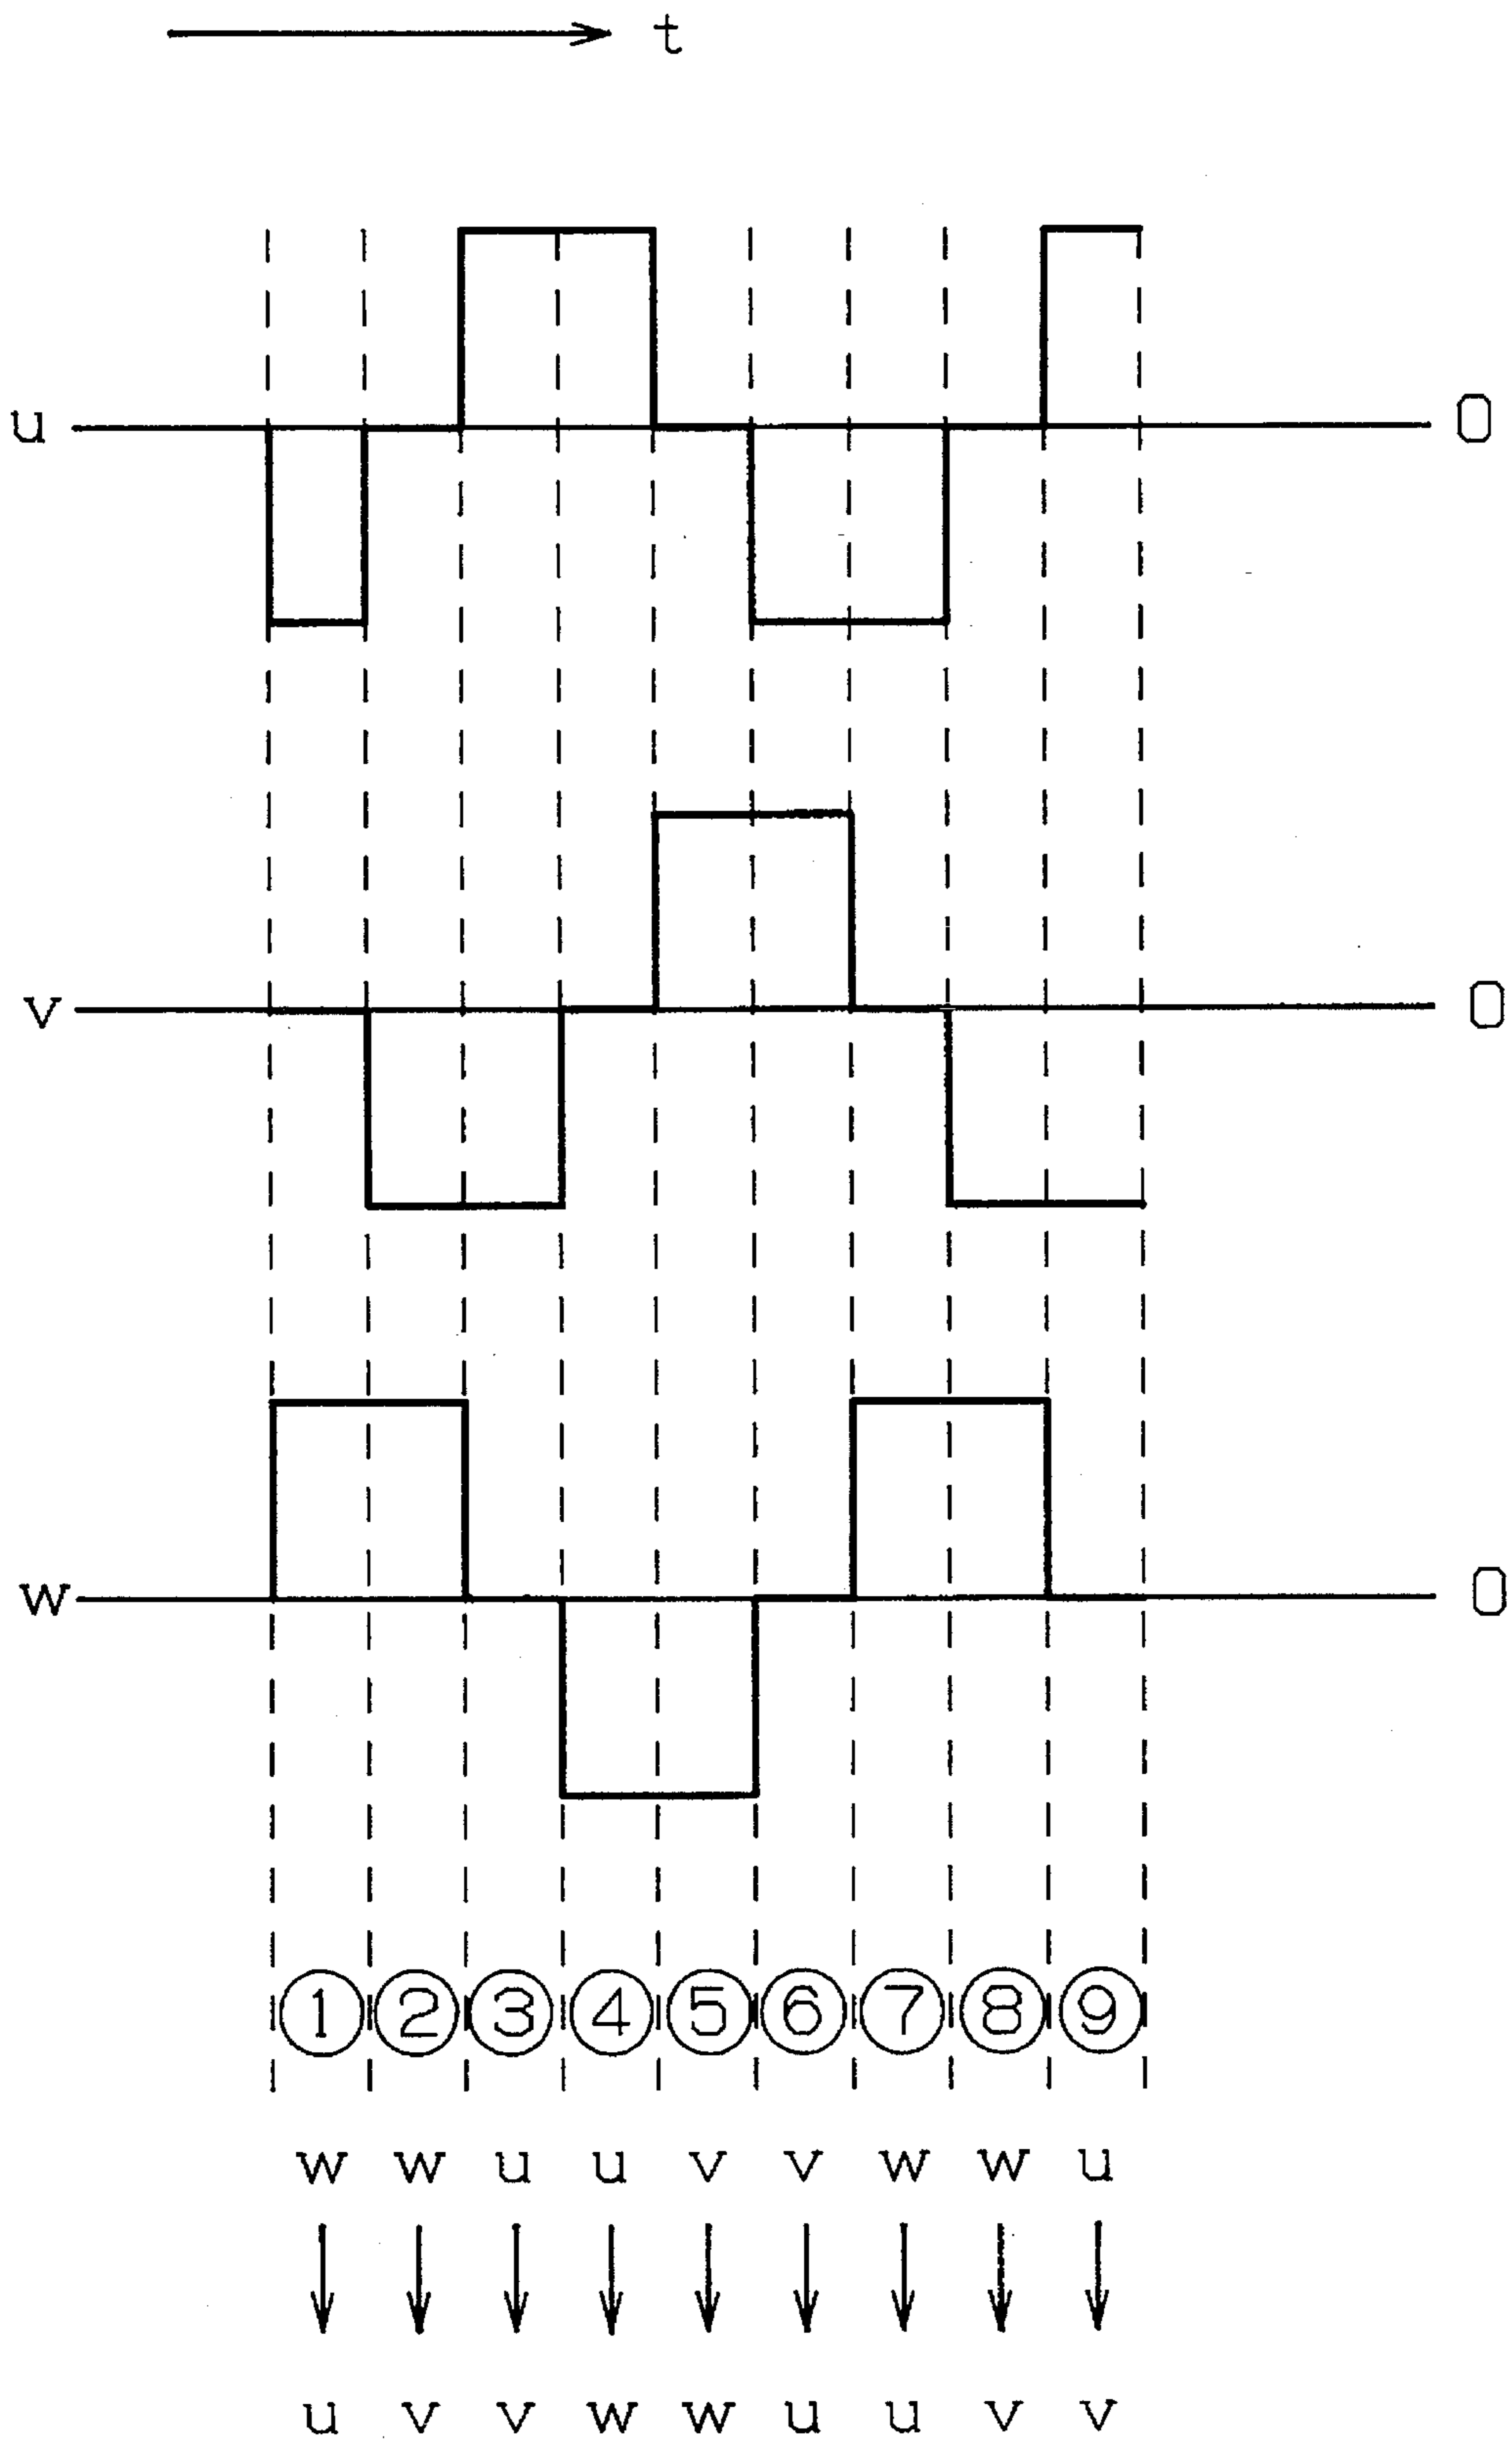 t
u 0
v 0
w 0
① ② ③ ④ ⑤ ⑥ ⑦ ⑧ ⑨
w w u u v v w w u
u v v w w u u v v